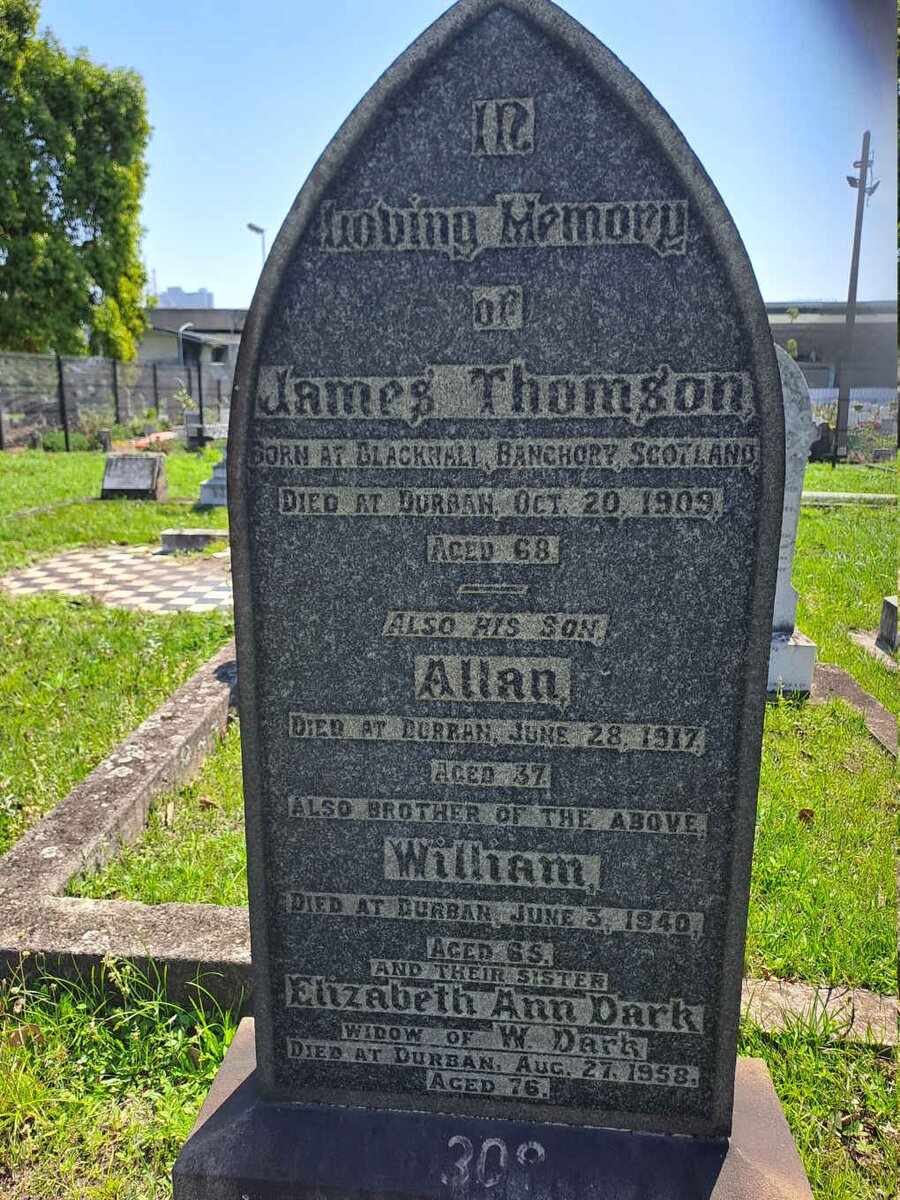 In
Loving Memory
of
James Thomson,
Born at Blackhall, Banchory, Scotland
Died at Durban, Oct. 20, 1909,
Aged 68
Also his son,
Allan,
Died at Durban, June 28, 1917,
Aged 37.
Also brother of the above,
William,
Died at Durban, June 3, 1940,
Aged 65,
and their sister
Elizabeth Ann Dark
widow of W. Dark
Died at Durban, Aug. 27, 1958.
Aged 76.